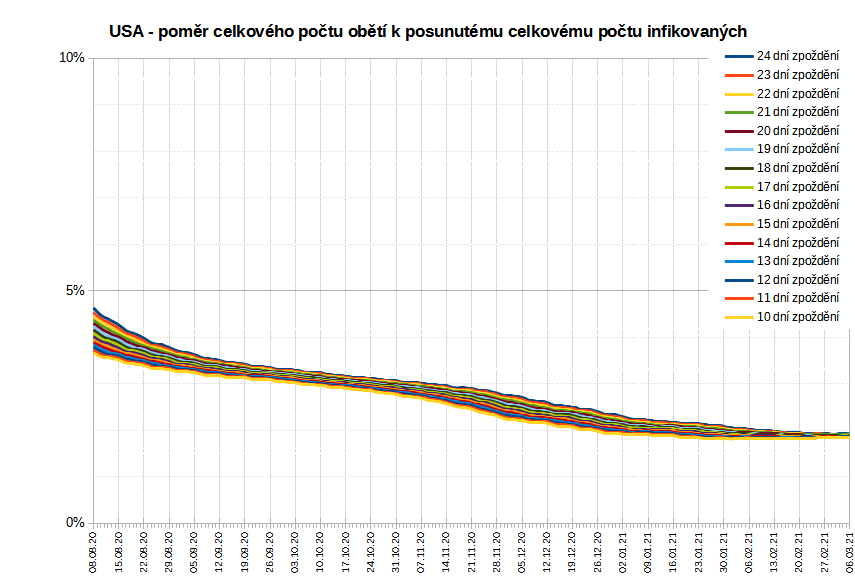 USA - poměr celkového počtu obětí k posunutému celkovému počtu infikovaných
10%
5%
0%
24 dní zpoždění
23 dní zpoždění
22 dní zpoždění
21 dní zpoždění
20 dní zpoždění
19 dní zpoždění
18 dní zpoždění
17 dní zpoždění
16 dní zpoždění
15 dní zpoždění
14 dní zpoždění
13 dní zpoždění
12 dní zpoždění
11 dní zpoždění
10 dní zpoždění
08.08.20
15.08.20
22.08.20
29.08.20
05.09.20
12.09.20
19.09.20
26.09.20
03.10.20
10.10.20
17.10.20
24.10.20
31.10.20
07.11.20
14.11.20
21.11.20
28.11.20
05.12.20
12.12.20
19.12.20
26.12.20
02.01.21
09.01.21
16.01.21
23.01.21
30.01.21
06.02.21
13.02.21
20.02.21
27.02.21
06.03.21